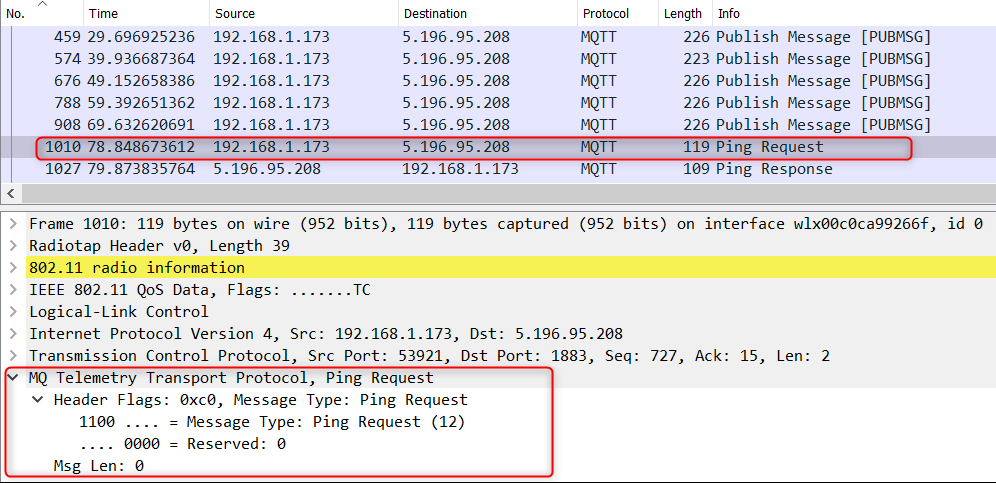 No. Time Source Destination Protocol Length Info
459 29.696925236 192.168.1.173 5.196.95.208 MQTT 226 Publish Message [PUBMSG]
574 39.936687364 192.168.1.173 5.196.95.208 MQTT 223 Publish Message [PUBMSG]
676 49.152658386 192.168.1.173 5.196.95.208 MQTT 226 Publish Message [PUBMSG]
788 59.392651362 192.168.1.173 5.196.95.208 MQTT 226 Publish Message [PUBMSG]
908 69.632620691 192.168.1.173 5.196.95.208 MQTT 226 Publish Message [PUBMSG]
1010 78.848673612 192.168.1.173 5.196.95.208 MQTT 119 Ping Request
1027 79.873835764 5.196.95.208 192.168.1.173 MQTT 109 Ping Response
Frame 1010: 119 bytes on wire (952 bits), 119 bytes captured (952 bits) on interface wlx00c0ca99266f, id 0
Radiotap Header v0, Length 39
802.11 radio information
IEEE 802.11 QoS Data, Flags: .......TC
Logical-Link Control
Internet Protocol Version 4, Src: 192.168.1.173, Dst: 5.196.95.208
Transmission Control Protocol, Src Port: 53921, Dst Port: 1883, Seq: 727, Ack: 15, Len: 2
MQ Telemetry Transport Protocol, Ping Request
Header Flags: 0xc0, Message Type: Ping Request
1100 .... = Message Type: Ping Request (12)
.... 0000 = Reserved: 0
Msg Len: 0